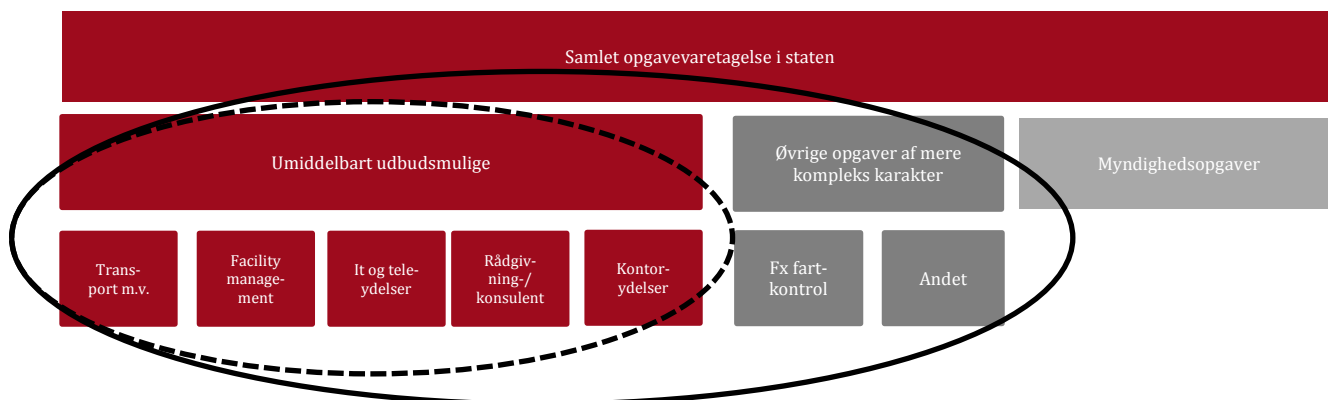 Samlet opgavevaretagelse i staten
Umiddelbart udbudsmulige
Øvrige opgaver af mere
kompleks karakter
Myndighedsopgaver
Trans-
port m.v.
Facility
manage-
ment
It og tele-
ydelser
Rådgiv-
ning-/
konsulent
Kontor-
ydelser
Fx fart-
kontrol
Andet